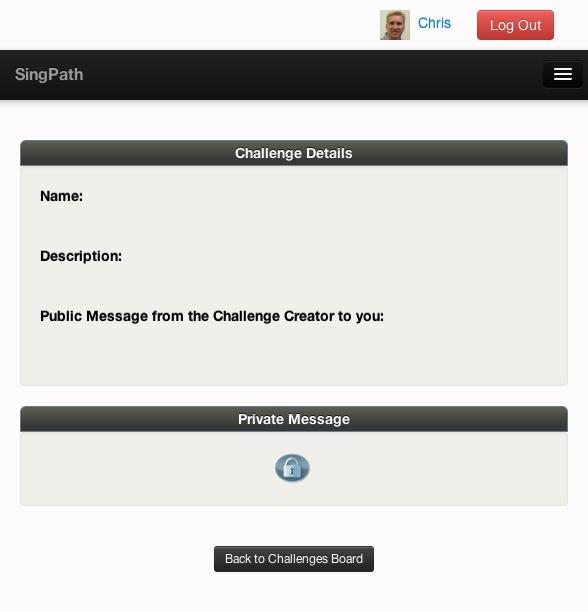 Chris
Log Out
SingPath
Challenge Details
Name:
Description:
Public Message from the Challenge Creator to you:
Private Message
Back to Challenges Board